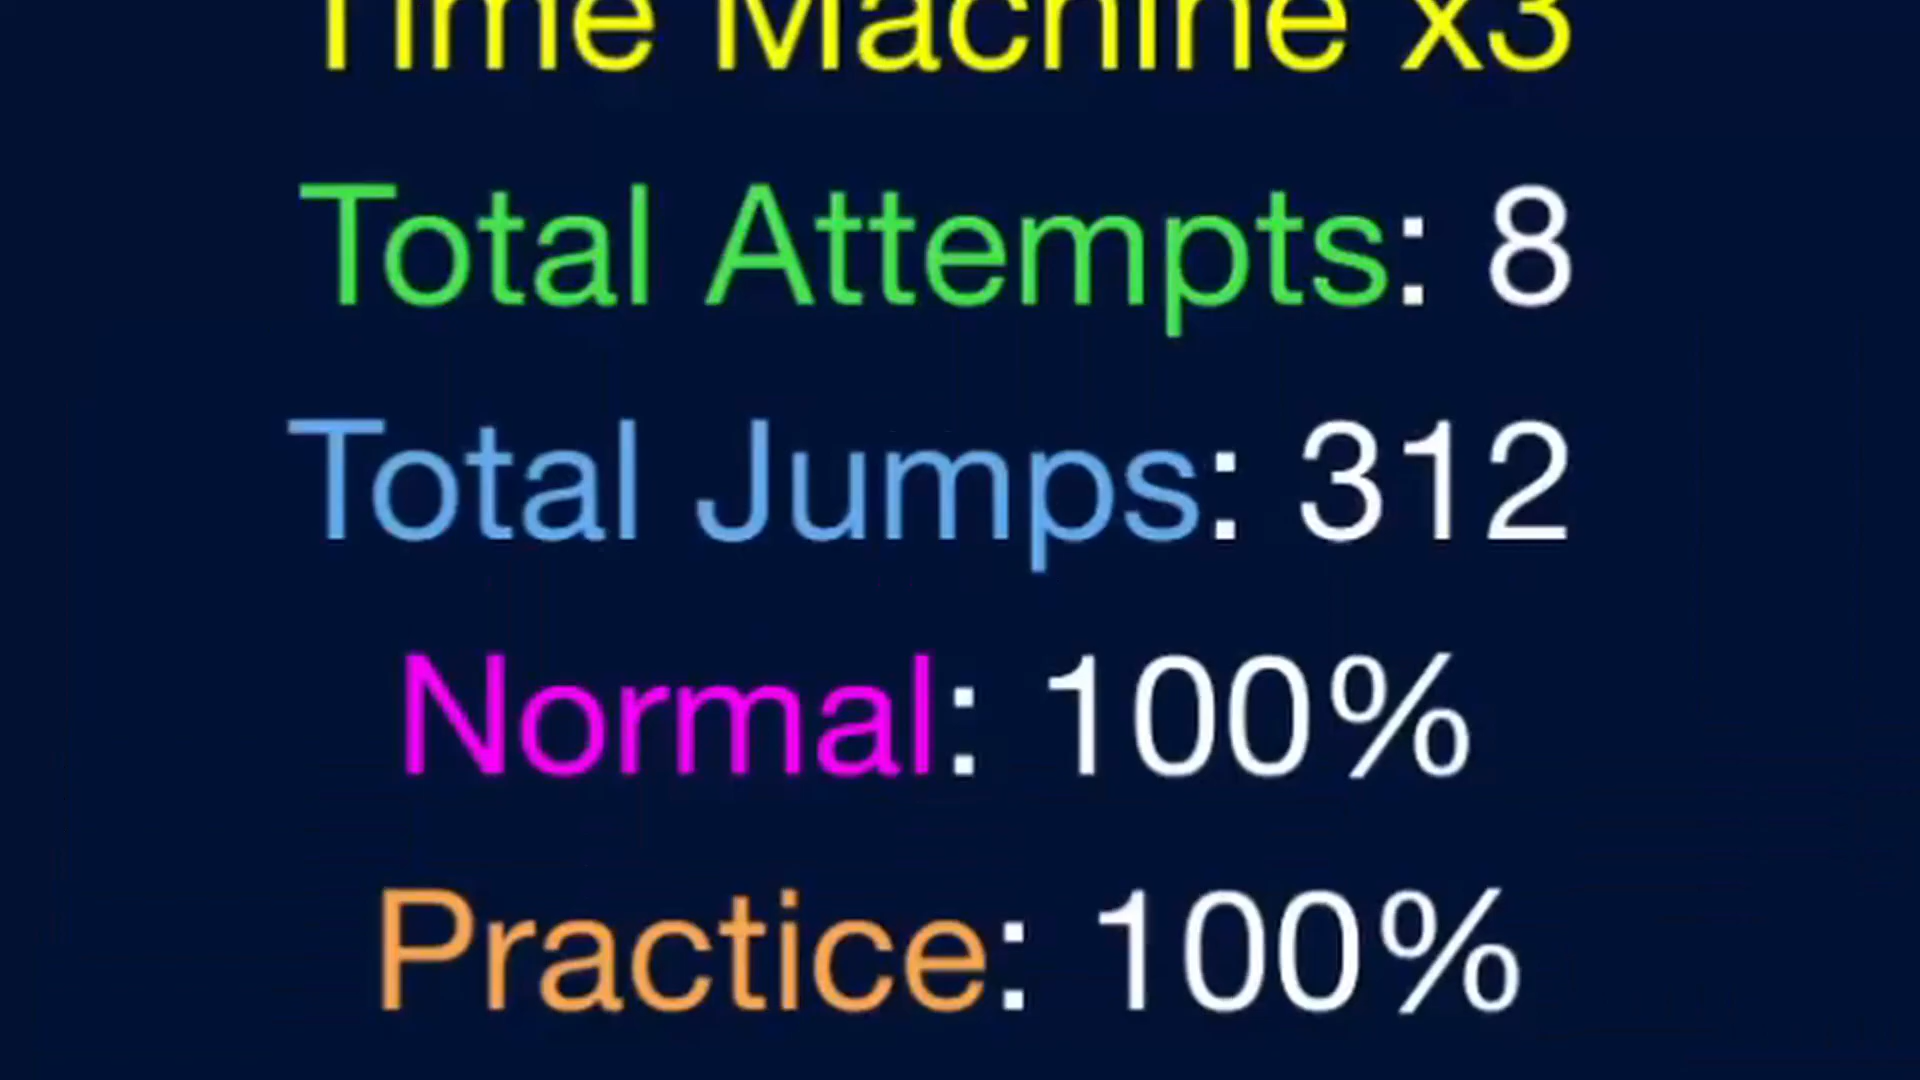 Time Machine x3
Total Attempts: 8
Total Jumps: 312
Normal: 100%
Practice: 100%